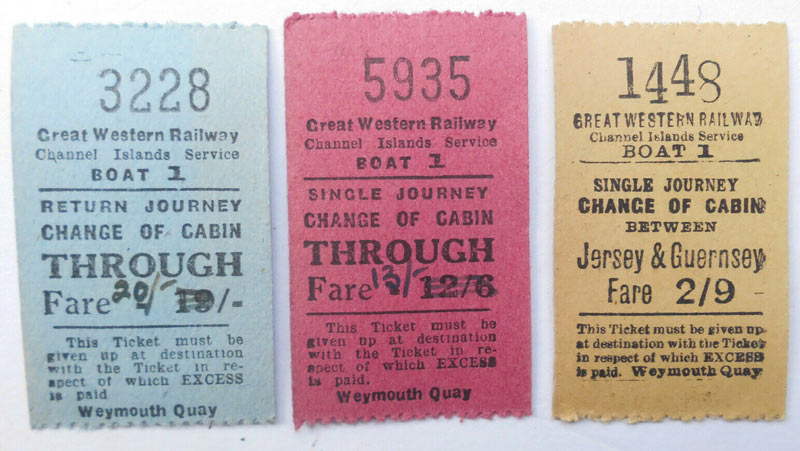 3228
Great Western Railway
Channel Islands Service
BOAT 1
RETURN JOURNEY
CHANGE OF CABIN
THROUGH
Fare 20/- 19/-
This Ticket must be
given up at destination
with the Ticket in re-
spect of which EXCESS
is paid
Weymouth Quay
5935
Great Western Railway
Channel Islands Service
BOAT 1
SINGLE JOURNEY
CHANGE OF CABIN
THROUGH
Fare 13/- 12/6
This Ticket must be
given up at destination
with the Ticket in re-
spect of which EXCESS
is paid.
Weymouth Quay
1448
GREAT WESTERN RAILWAY
Channel Islands Service
BOAT 1
SINGLE JOURNEY
CHANGE OF CABIN
BETWEEN
Jersey & Guernsey
Fare 2/9
This Ticket must be given up
at destination with the Ticket
in respect of which EXCESS
is paid. Weymouth Quay